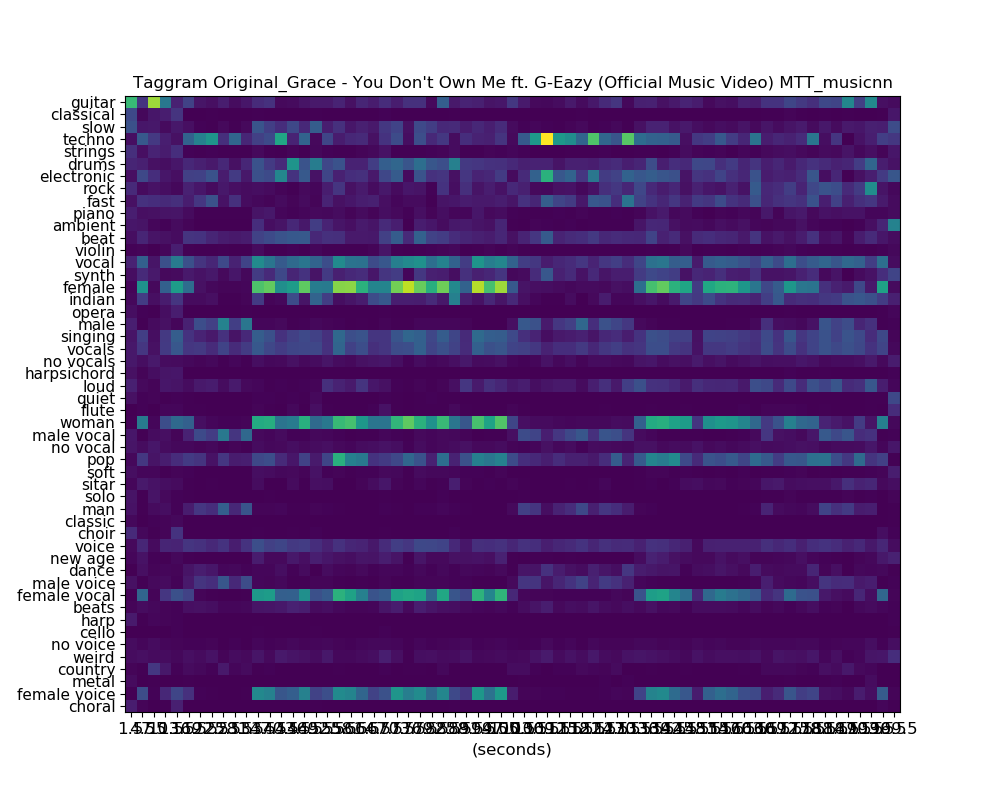 Taggram Original_Grace - You Don't Own Me ft. G-Eazy (Official Music Video) MTT_musicnn
guitar
classical
slow
techno
strings
drums
electronic
rock
fast
piano
ambient
beat
violin
vocal
synth
female
indian
opera
male
singing
vocals
no vocals
harpsichord
loud
quiet
flute
woman
male vocal
no vocal
pop
soft
sitar
solo
man
classic
choir
voice
new age
dance
male voice
female vocal
beats
harp
cello
no voice
weird
country
metal
female voice
choral
(seconds)